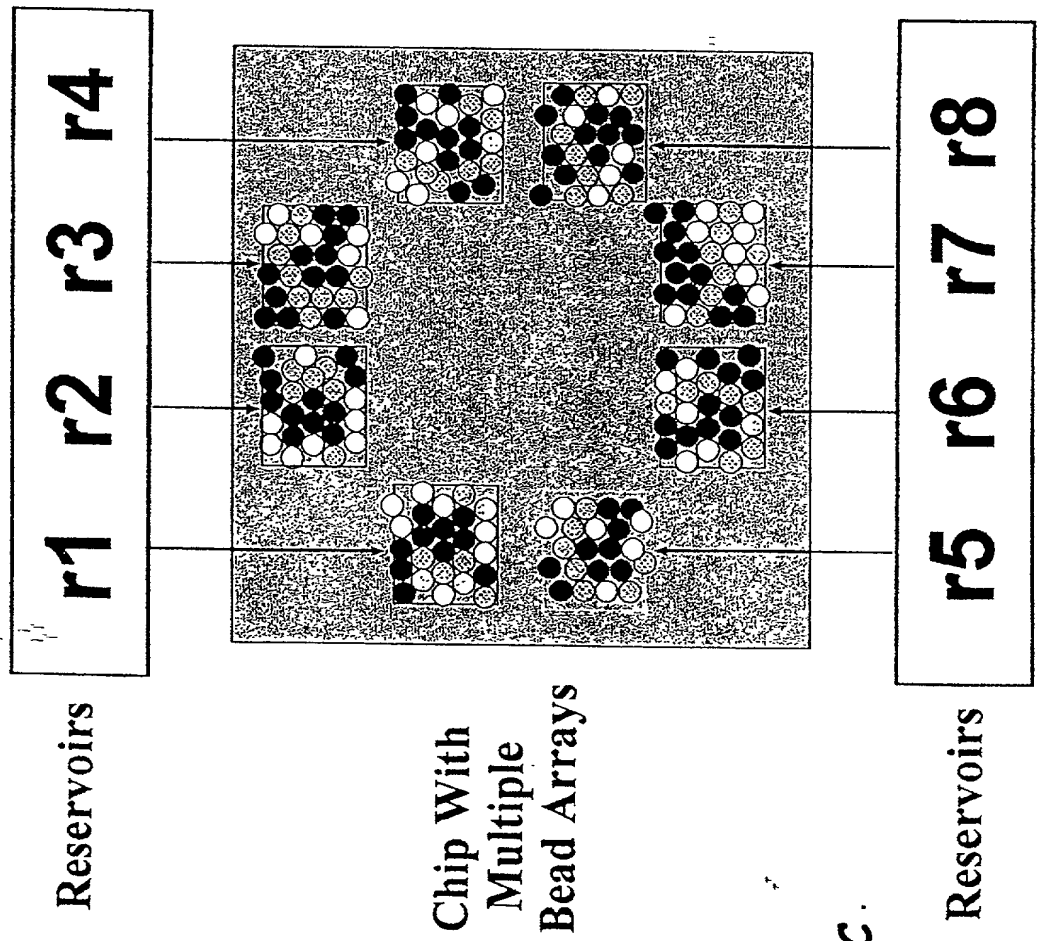 Reservoirs
r1 r2 r3 r4
Chip With
Multiple
Bead Arrays
c.
Reservoirs
r5 r6 r7 r8